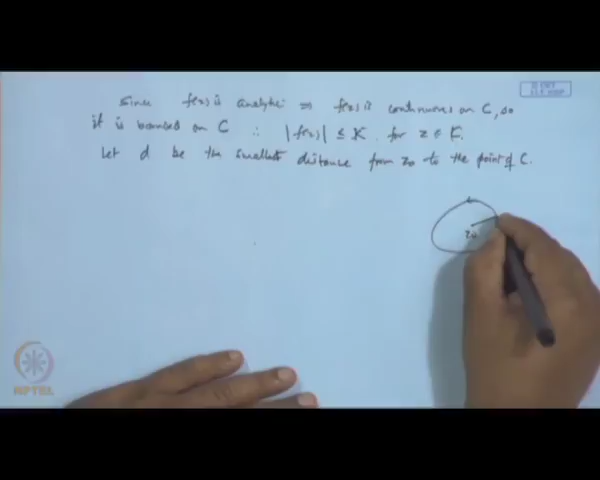 Since f(z) is analytic ⇒ f(z) is continuous on C, so
it is bounded on C ∴ |f(z)| ≤ K for z ∈ C.
Let d be the smallest distance from z₀ to the point of C.
z₀
NPTEL